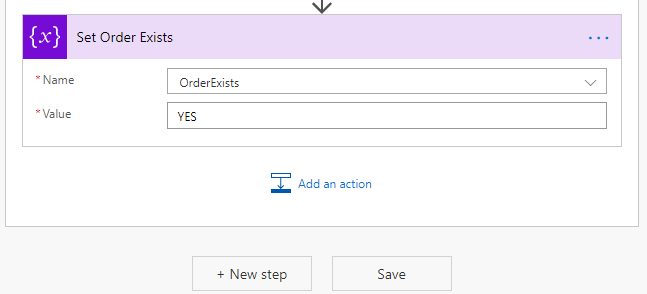 {x} Set Order Exists ...
* Name OrderExists
* Value YES
Add an action
+ New step Save